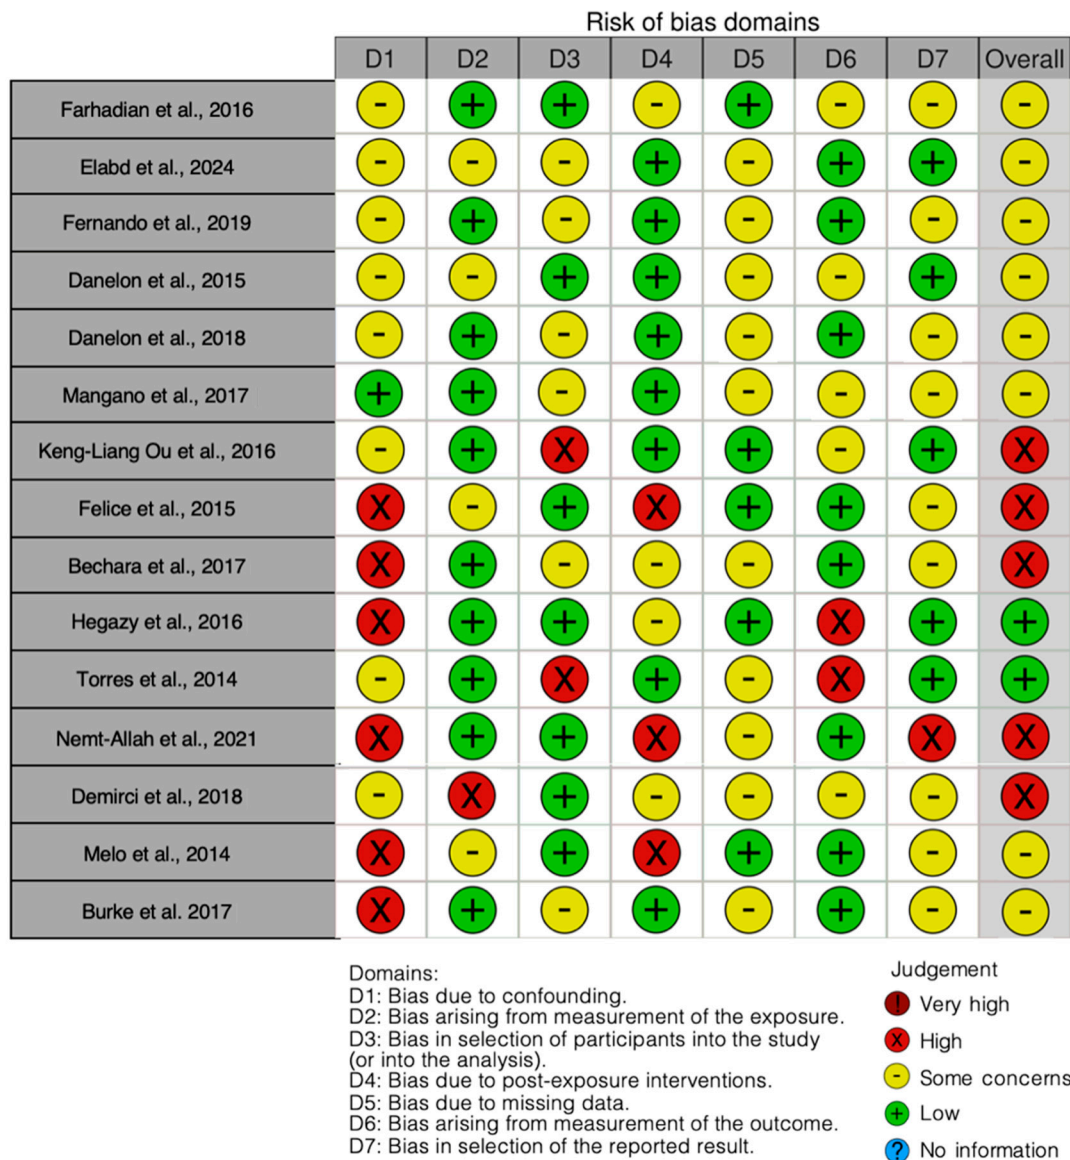 Risk of bias domains
D1 D2 D3 D4 D5 D6 D7 Overall
Farhadian et al., 2016 - + + - + - - -
Elabd et al., 2024 - - - + - + + -
Fernando et al., 2019 - + - + - + - -
Danelon et al., 2015 - - + + - - + -
Danelon et al., 2018 - + - + - + - -
Mangano et al., 2017 + + - + - - - -
Keng-Liang Ou et al., 2016 - + X + + - + X
Felice et al., 2015 X - + X + + - X
Bechara et al., 2017 X + - - - + - X
Hegazy et al., 2016 X + + - + X + +
Torres et al., 2014 - + X + - X + +
Nemt-Allah et al., 2021 X + + X - + X X
Demirci et al., 2018 - X + - - - - X
Melo et al., 2014 X - + X + + - -
Burke et al. 2017 X + - + - + - -
Domains:
D1: Bias due to confounding.
D2: Bias arising from measurement of the exposure.
D3: Bias in selection of participants into the study
(or into the analysis).
D4: Bias due to post-exposure interventions.
D5: Bias due to missing data.
D6: Bias arising from measurement of the outcome.
D7: Bias in selection of the reported result.
Judgement
! Very high
X High
- Some concerns
+ Low
? No information